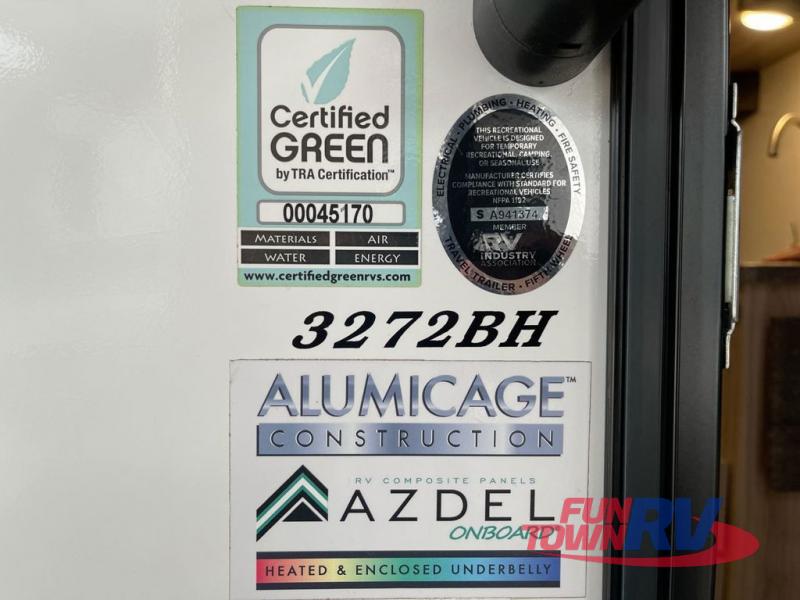 Certified
GREEN
by TRA Certification™
00045170
MATERIALS AIR
WATER ENERGY
www.certifiedgreenrvs.com
ELECTRICAL · PLUMBING · HEATING · FIRE SAFETY
THIS RECREATIONAL
VEHICLE IS DESIGNED
FOR TEMPORARY
RECREATIONAL, CAMPING,
OR SEASONAL USE
MANUFACTURER CERTIFIES
COMPLIANCE WITH STANDARD FOR
RECREATIONAL VEHICLES
NFPA 1192
S A941374
MEMBER
RV
INDUSTRY
ASSOCIATION
TRAVEL TRAILER · FIFTH WHEEL
3272BH
ALUMICAGE™
CONSTRUCTION
RV COMPOSITE PANELS
AZDEL
ONBOARD
HEATED & ENCLOSED UNDERBELLY
FUN
TOWN RV